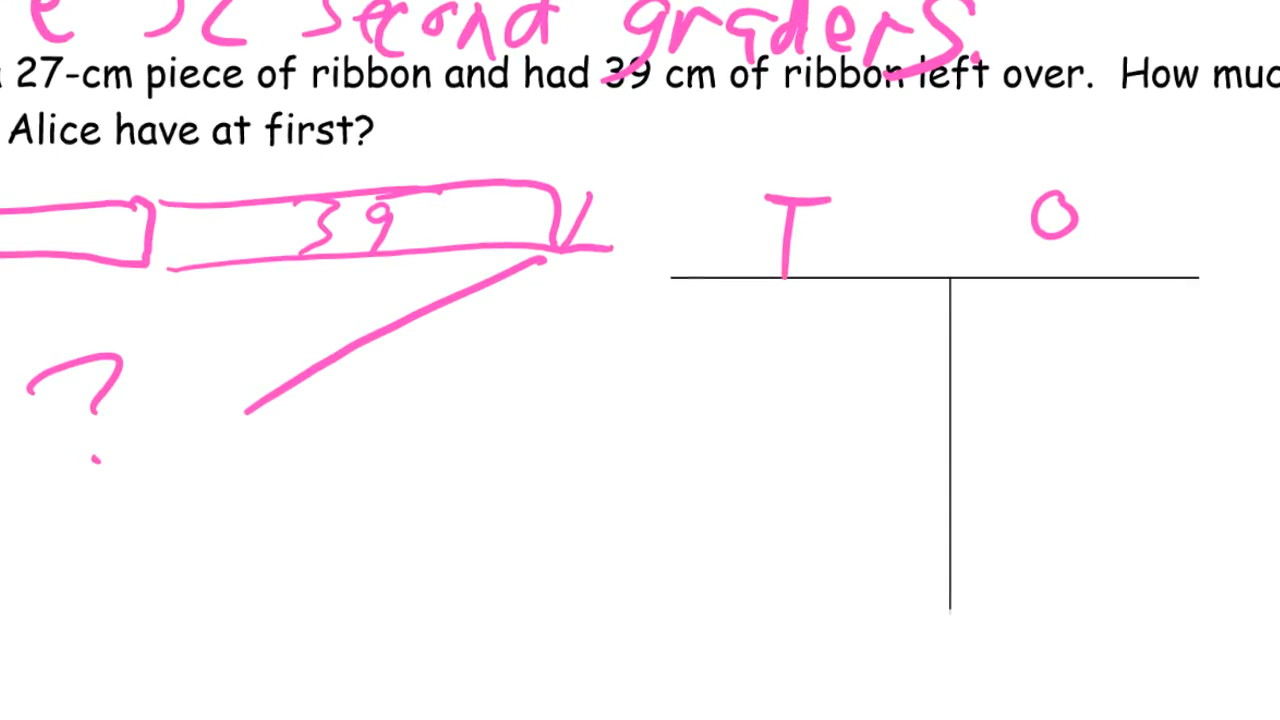 second graders.
27-cm piece of ribbon and had 39 cm of ribbon left over. How
Alice have at first?
39
T O
?